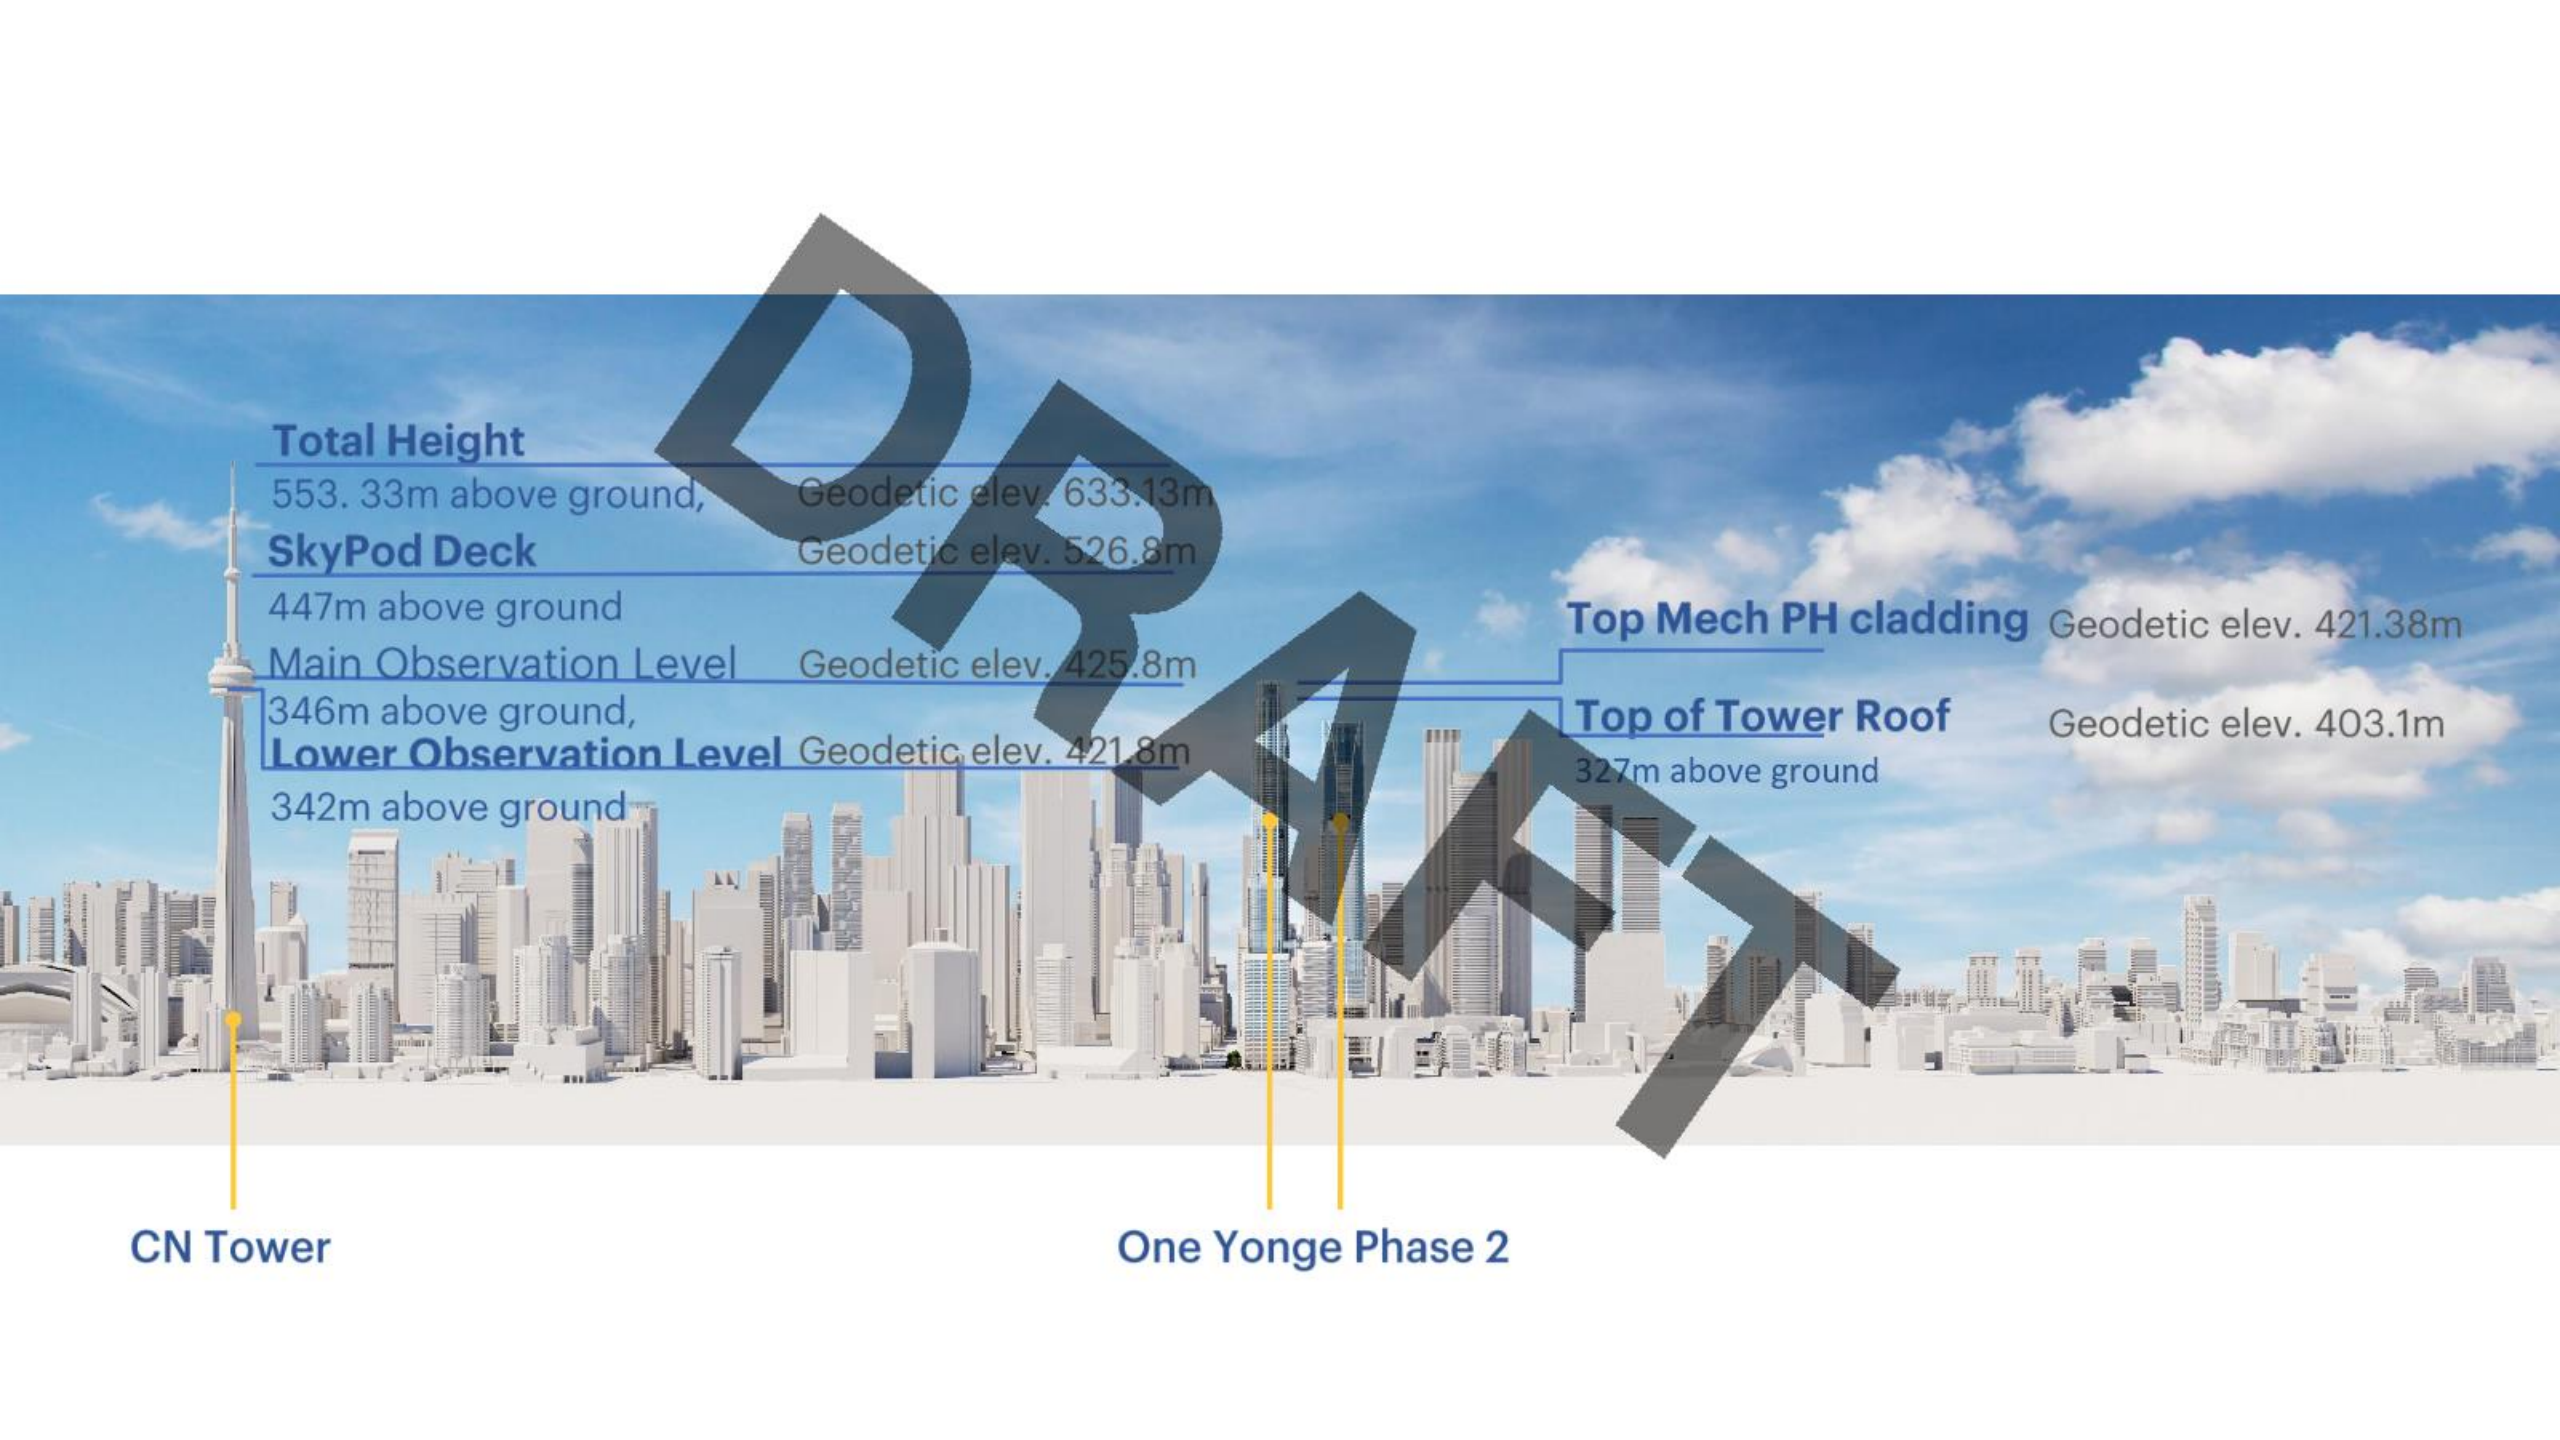 Total Height
553. 33m above ground, Geodetic elev. 633.13m
SkyPod Deck Geodetic elev. 526.8m
447m above ground
Main Observation Level Geodetic elev. 425.8m
346m above ground,
Lower Observation Level Geodetic elev. 421.8m
342m above ground
Top Mech PH cladding Geodetic elev. 421.38m
Top of Tower Roof Geodetic elev. 403.1m
327m above ground
DRAFT
CN Tower
One Yonge Phase 2